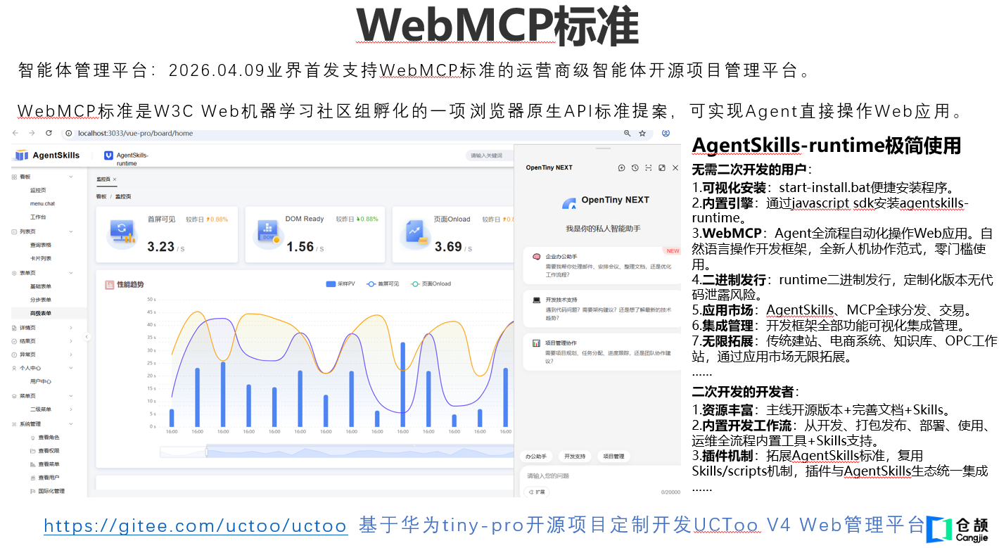 WebMCP标准
智能体管理平台：2026.04.09业界首发支持WebMCP标准的运营商级智能体开源项目管理平台。
WebMCP标准是W3C Web机器学习社区组孵化的一项浏览器原生API标准提案，可实现Agent直接操作Web应用。
localhost:3033/vue-pro/board/home
AgentSkills
AgentSkills-
runtime
请输入关键词
看板
监控页
menu.chat
工作台
列表页
查询表格
卡片列表
表单页
基础表单
分步表单
高级表单
详情页
结果页
异常页
个人中心
用户中心
菜单页
二级菜单
系统管理
查看角色
查看权限
查看菜单
查看用户
国际化管理
监控页 ×
看板 / 监控页
首屏可见 较昨日 0.88%
3.23 / S
DOM Ready 较昨日 0.88%
DOM
1.56 / S
页面Onload 较昨日 0.8
3.69 / S
性能趋势
采样PV 首屏可见 页面Onload
50 s
45 s
40 s
35 s
30 s
25 s
20 s
15 s
10 s
5 s
0 s
16:00 16:00 16:00 16:00 16:00 16:00 16:00 16:00 16:00 16:00 16:00 16:00 16:00 16:00
OpenTiny NEXT
OpenTiny NEXT
我是你的私人智能助手
NEW
企业办公助手
需要我帮你处理邮件、安排会议、整理文档，还是优化
工作流程?
开发技术支持
遇到代码问题？需要架构建议？还是想了解最新的技术
趋势?
项目管理协作
需要项目规划、任务分配、进度跟踪，还是团队协作建
议?
办公助手 开发支持 项目管理
请输入您的问题
扩展
0/20000
AgentSkills-runtime极简使用
无需二次开发的用户：
1.可视化安装：start-install.bat便捷安装程序。
2.内置引擎：通过javascript sdk安装agentskills-
runtime。
3.WebMCP：Agent全流程自动化操作Web应用。自
然语言操作开发框架，全新人机协作范式，零门槛使
用。
4.二进制发行：runtime二进制发行，定制化版本无代
码泄露风险。
5.应用市场：AgentSkills、MCP全球分发、交易。
6.集成管理：开发框架全部功能可视化集成管理。
7.无限拓展：传统建站、电商系统、知识库、OPC工作
站，通过应用市场无限拓展。
……
二次开发的开发者：
1.资源丰富：主线开源版本+完善文档+Skills。
2.内置开发工作流：从开发、打包发布、部署、使用、
运维全流程内置工具+Skills支持。
3.插件机制：拓展AgentSkills标准，复用
Skills/scripts机制，插件与AgentSkills生态统一集成
……
https://gitee.com/uctoo/uctoo 基于华为tiny-pro开源项目定制开发UCToo V4 Web管理平台
仓颉
Cangjie